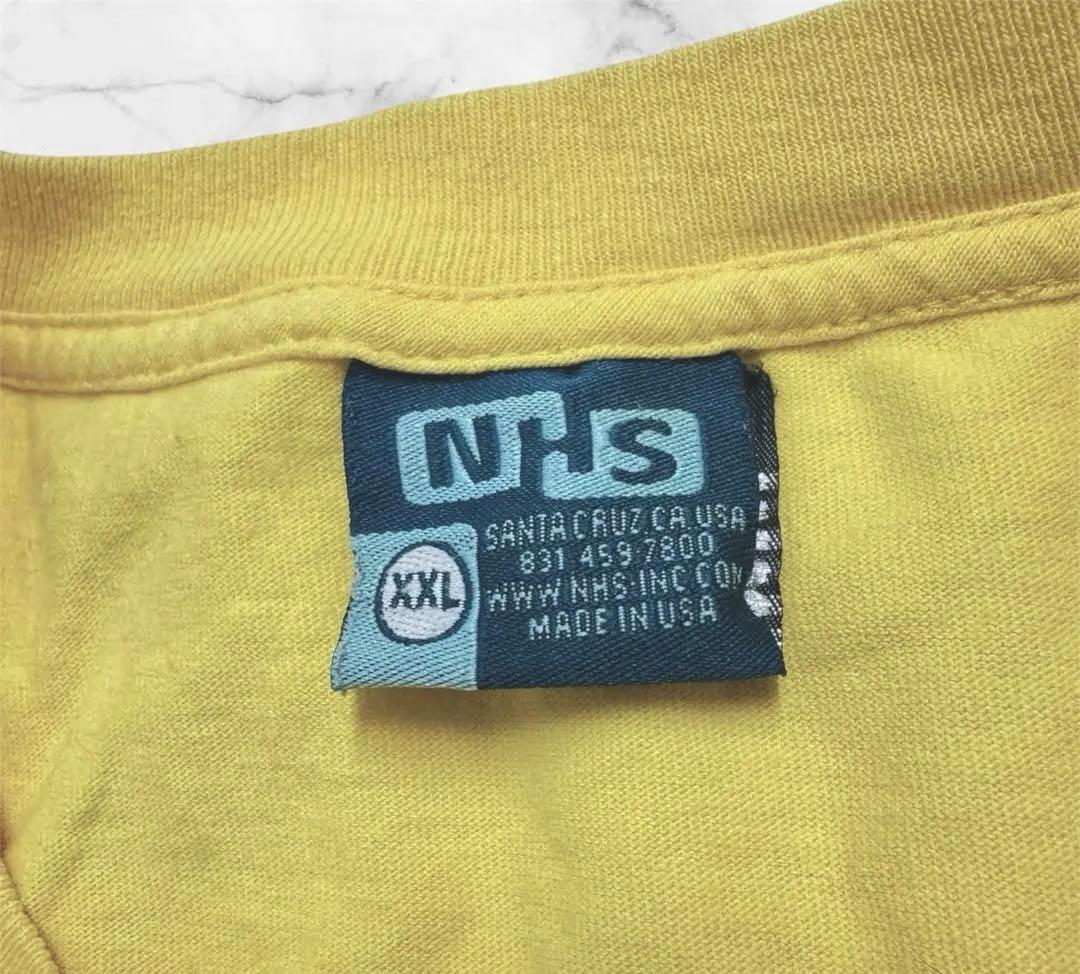 NHS
SANTA CRUZ.CA.USA
831 459 7800
WWW NHS-INC COM
XXL
MADE IN USA